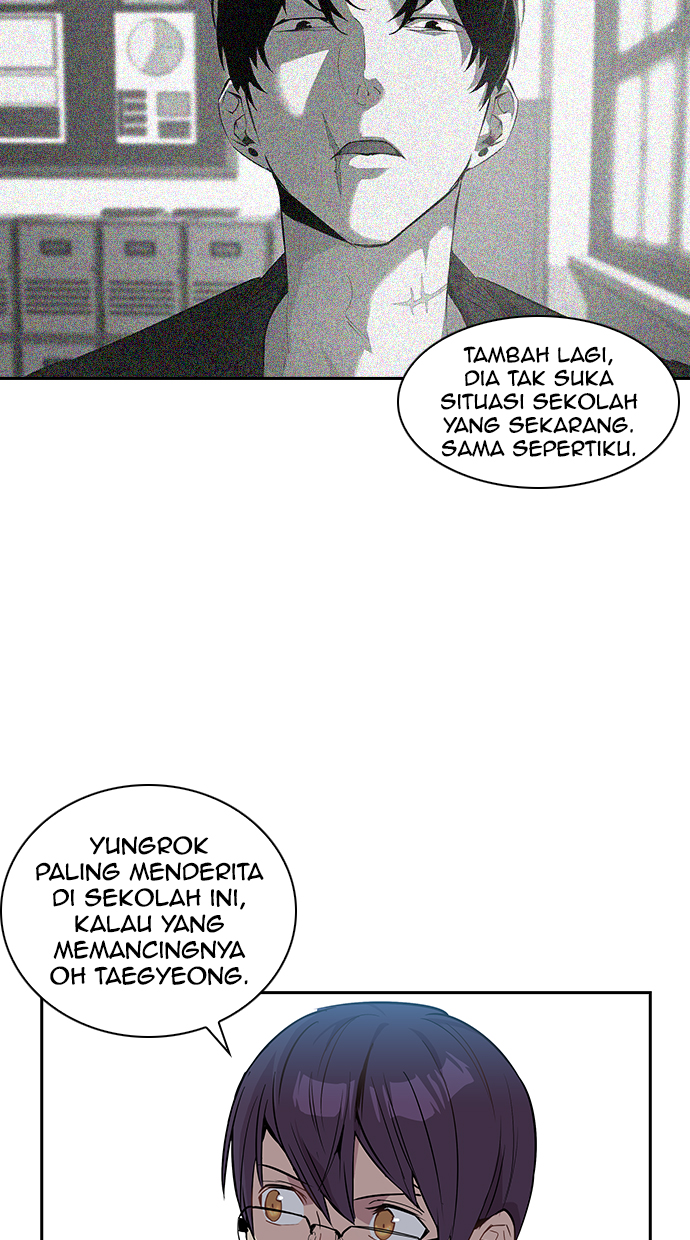 TAMBAH LAGI,
DIA TAK SUKA
SITUASI SEKOLAH
YANG SEKARANG.
SAMA SEPERTIKU.
YUNGROK
PALING MENDERITA
DI SEKOLAH INI,
KALAU YANG
MEMANCINGNYA
OH TAEGYEONG.